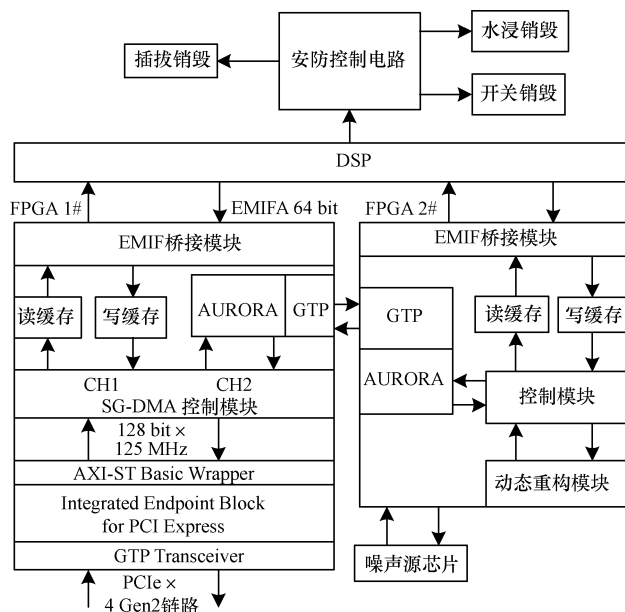 水浸销毁
插拔销毁
安防控制电路
开关销毁
DSP
FPGA 1#
EMIFA 64 bit
FPGA 2#
EMIF桥接模块
EMIF桥接模块
读缓存
写缓存
AURORA
GTP
GTP
读缓存
写缓存
AURORA
控制模块
CH1
CH2
SG-DMA 控制模块
128 bit ×
125 MHz
AXI-ST Basic Wrapper
动态重构模块
Integrated Endpoint Block
for PCI Express
GTP Transceiver
噪声源芯片
PCIe ×
4 Gen2链路